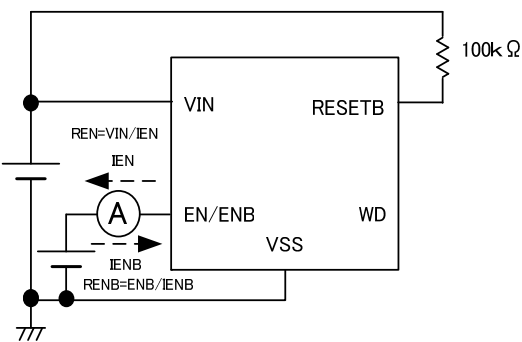 100kΩ
VIN
RESETB
REN=VIN/IEN
IEN
A
EN/ENB
WD
VSS
IENB
RENB=ENB/IENB